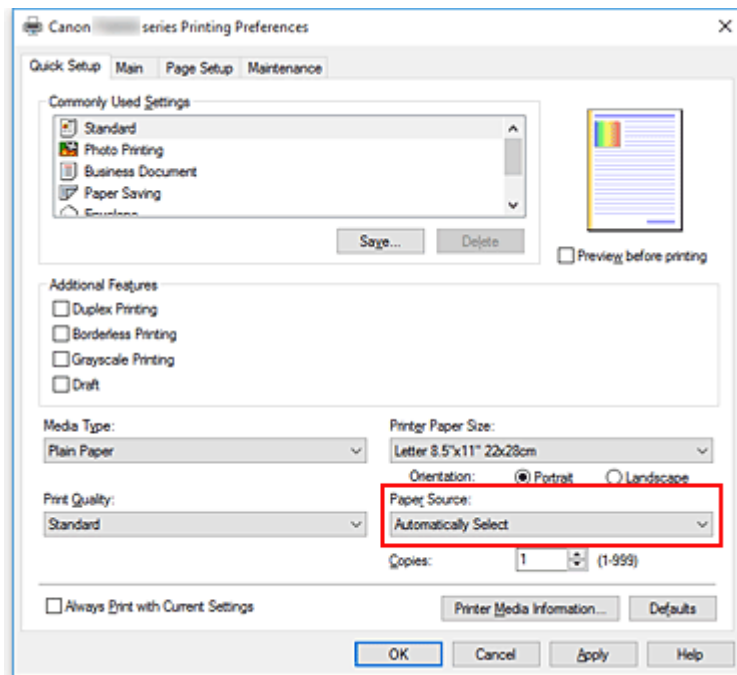 Canon series Printing Preferences
Quick Setup Main Page Setup Maintenance
Commonly Used Settings
Standard
Photo Printing
Business Document
Paper Saving
Envelope
Save... Delete
Preview before printing
Additional Features
Duplex Printing
Borderless Printing
Grayscale Printing
Draft
Media Type:
Plain Paper
Printer Paper Size:
Letter 8.5"x11" 22x28cm
Orientation: Portrait Landscape
Print Quality:
Standard
Paper Source:
Automatically Select
Copies: 1 (1-999)
Always Print with Current Settings
Printer Media Information... Defaults
OK Cancel Apply Help